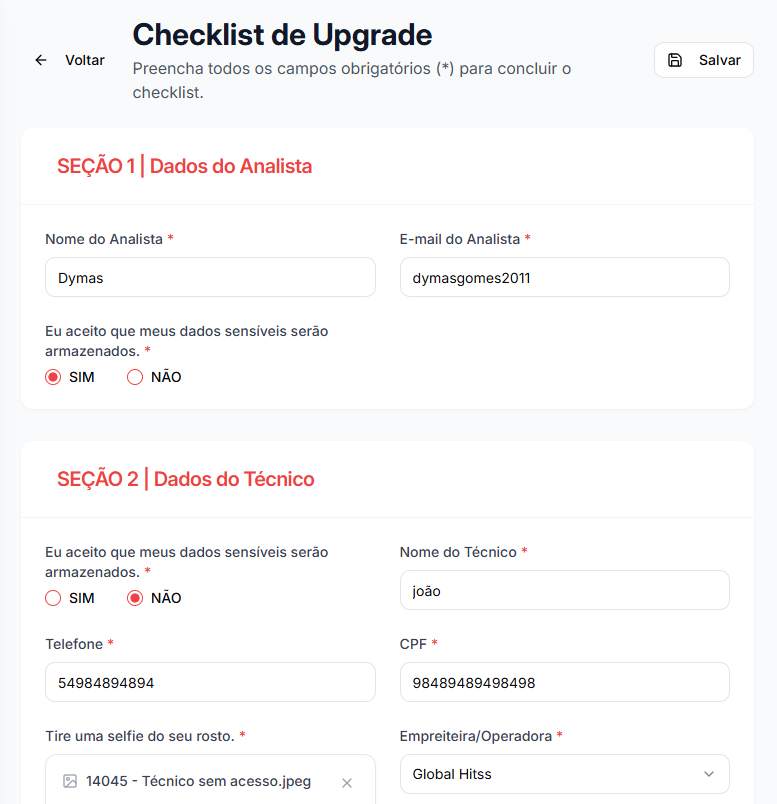 Checklist de Upgrade
Voltar
Preencha todos os campos obrigatórios (*) para concluir o
checklist.
Salvar
SEÇÃO 1 | Dados do Analista
Nome do Analista *
E-mail do Analista *
Dymas
dymasgomes2011
Eu aceito que meus dados sensíveis serão
armazenados. *
SIM
NÃO
SEÇÃO 2 | Dados do Técnico
Eu aceito que meus dados sensíveis serão
armazenados. *
SIM
NÃO
Nome do Técnico *
joão
Telefone *
CPF *
54984894894
98489489498498
Tire uma selfie do seu rosto. *
Empreiteira/Operadora *
14045 - Técnico sem acesso.jpeg
Global Hitss